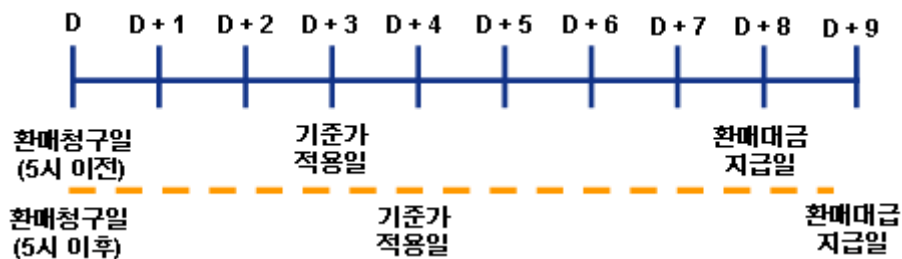 D D + 1 D + 2 D + 3 D + 4 D + 5 D + 6 D + 7 D + 8 D + 9
환매청구일 기준가 환매대금
(5시 이전) 적용일 지급일
환매청구일 기준가 환매대금
(5시 이후) 적용일 지급일